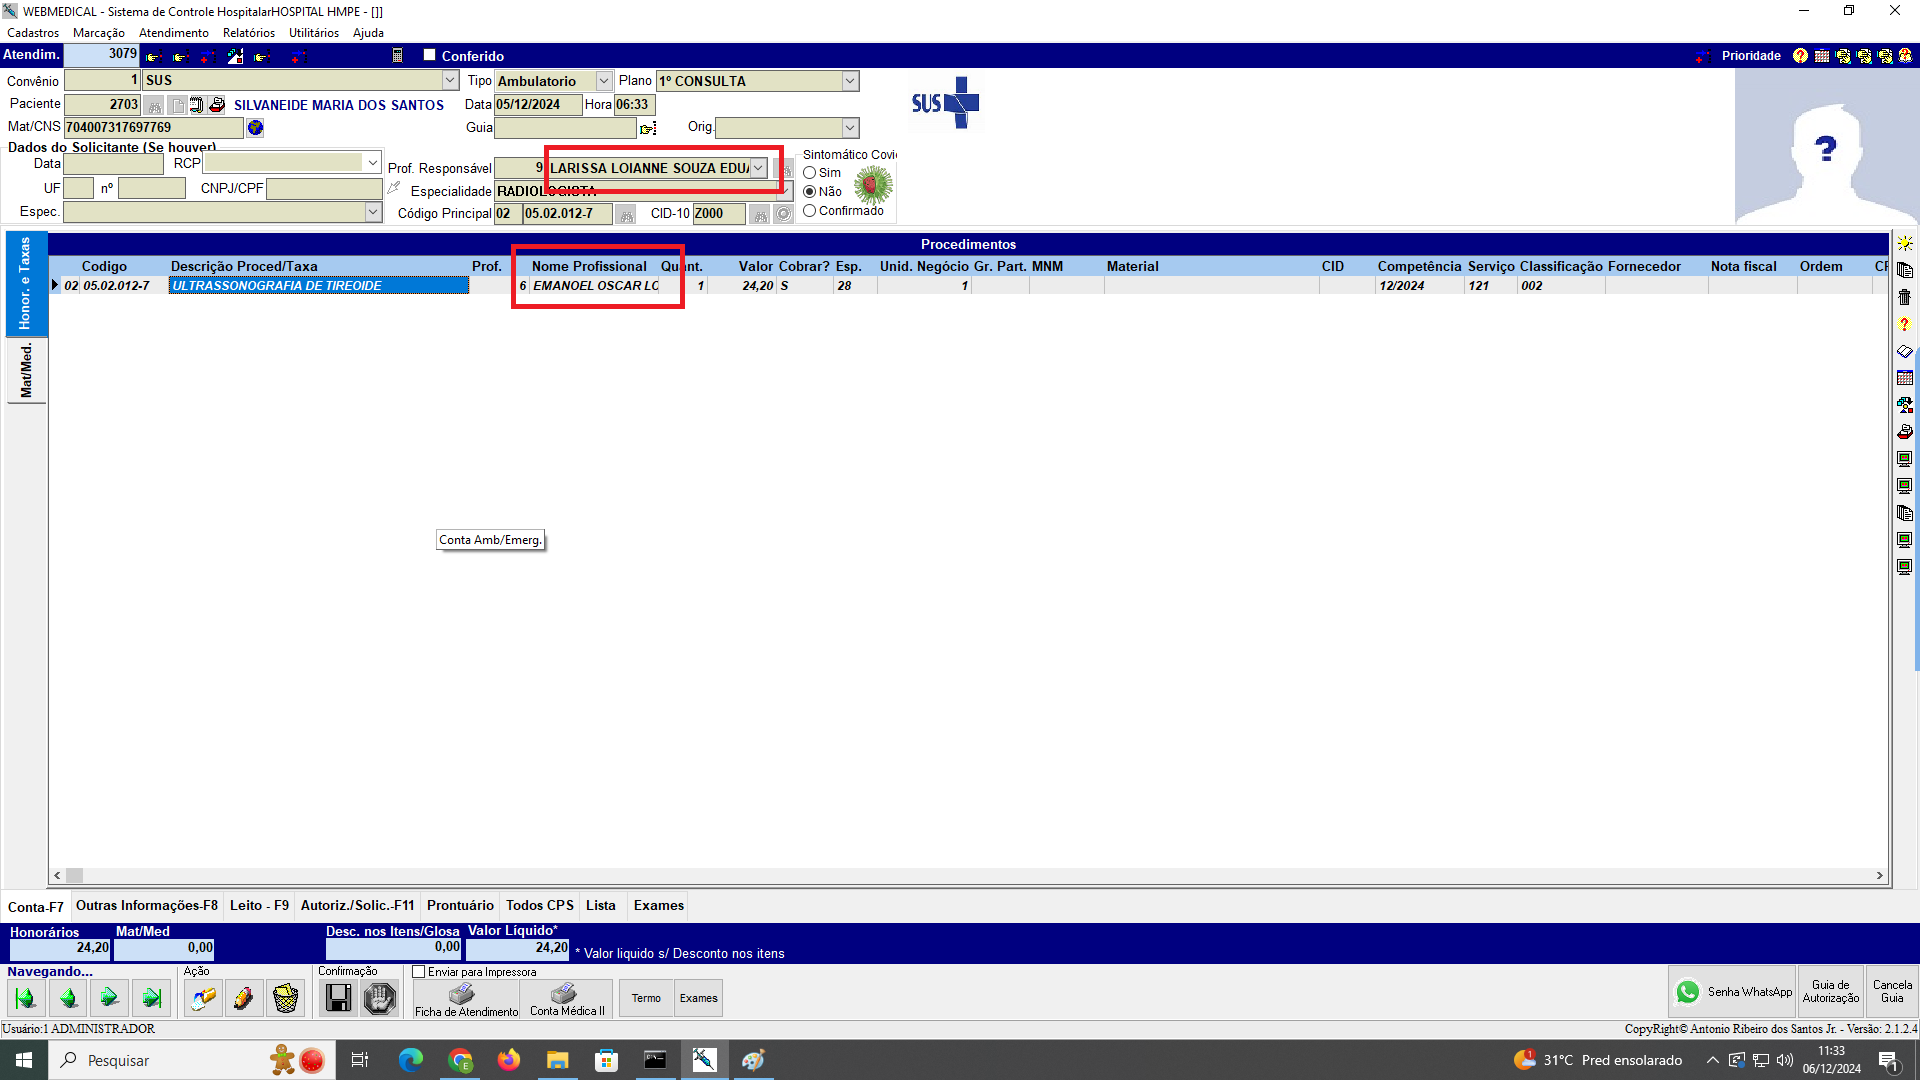 WEBMEDICAL - Sistema de Controle HospitalarHOSPITAL HMPE - []]
Cadastros Marcação Atendimento Relatórios Utilitários Ajuda
Atendim. 3079 Conferido Prioridade
Convênio 1 SUS Tipo Ambulatorio Plano 1º CONSULTA
Paciente 2703 SILVANEIDE MARIA DOS SANTOS Data 05/12/2024 Hora 06:33
SUS
Mat/CNS 704007317697769 Guia Orig.
Dados do Solicitante (Se houver)
Data RCP Prof. Responsável 9 LARISSA LOIANNE SOUZA EDU
Sintomático Covi
Sim
UF nº CNPJ/CPF Especialidade RADIOLOGISTA
Não
Espec. Código Principal 02 05.02.012-7 CID-10 Z000
Confirmado
Honor. e Taxas
Mat/Med.
Procedimentos
Codigo Descrição Proced/Taxa Prof. Nome Profissional Quant. Valor Cobrar? Esp. Unid. Negócio Gr. Part. MNM Material CID Competência Serviço Classificação Fornecedor Nota fiscal Ordem
02 05.02.012-7 ULTRASSONOGRAFIA DE TIREOIDE 6 EMANOEL OSCAR LC 1 24,20 S 28 1 12/2024 121 002
Conta Amb/Emerg.
Conta-F7 Outras Informações-F8 Leito - F9 Autoriz./Solic.-F11 Prontuário Todos CPS Lista Exames
Honorários Mat/Med Desc. nos Itens/Glosa Valor Líquido*
24,20 0,00 0,00 24,20 * Valor liquido s/ Desconto nos itens
Navegando... Ação Confirmação Enviar para Impressora
Ficha de Atendimento Conta Médica II Termo Exames
Senha WhatsApp Guia de Autorização Cancela Guia
Usuário:1 ADMINISTRADOR CopyRight© Antonio Ribeiro dos Santos Jr. - Versão: 2.1.2.4
Pesquisar 1 31°C Pred ensolarado 11:33
06/12/2024 1